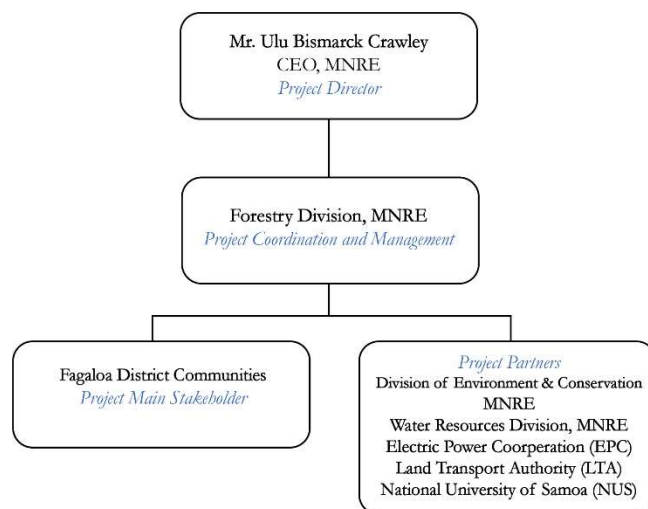 Mr. Ulu Bismarck Crawley
CEO, MNRE
Project Director
Forestry Division, MNRE
Project Coordination and Management
Fagaloa District Communities
Project Main Stakeholder
Project Partners
Division of Environment & Conservation
MNRE
Water Resources Division, MNRE
Electric Power Coorperation (EPC)
Land Transport Authority (LTA)
National University of Samoa (NUS)